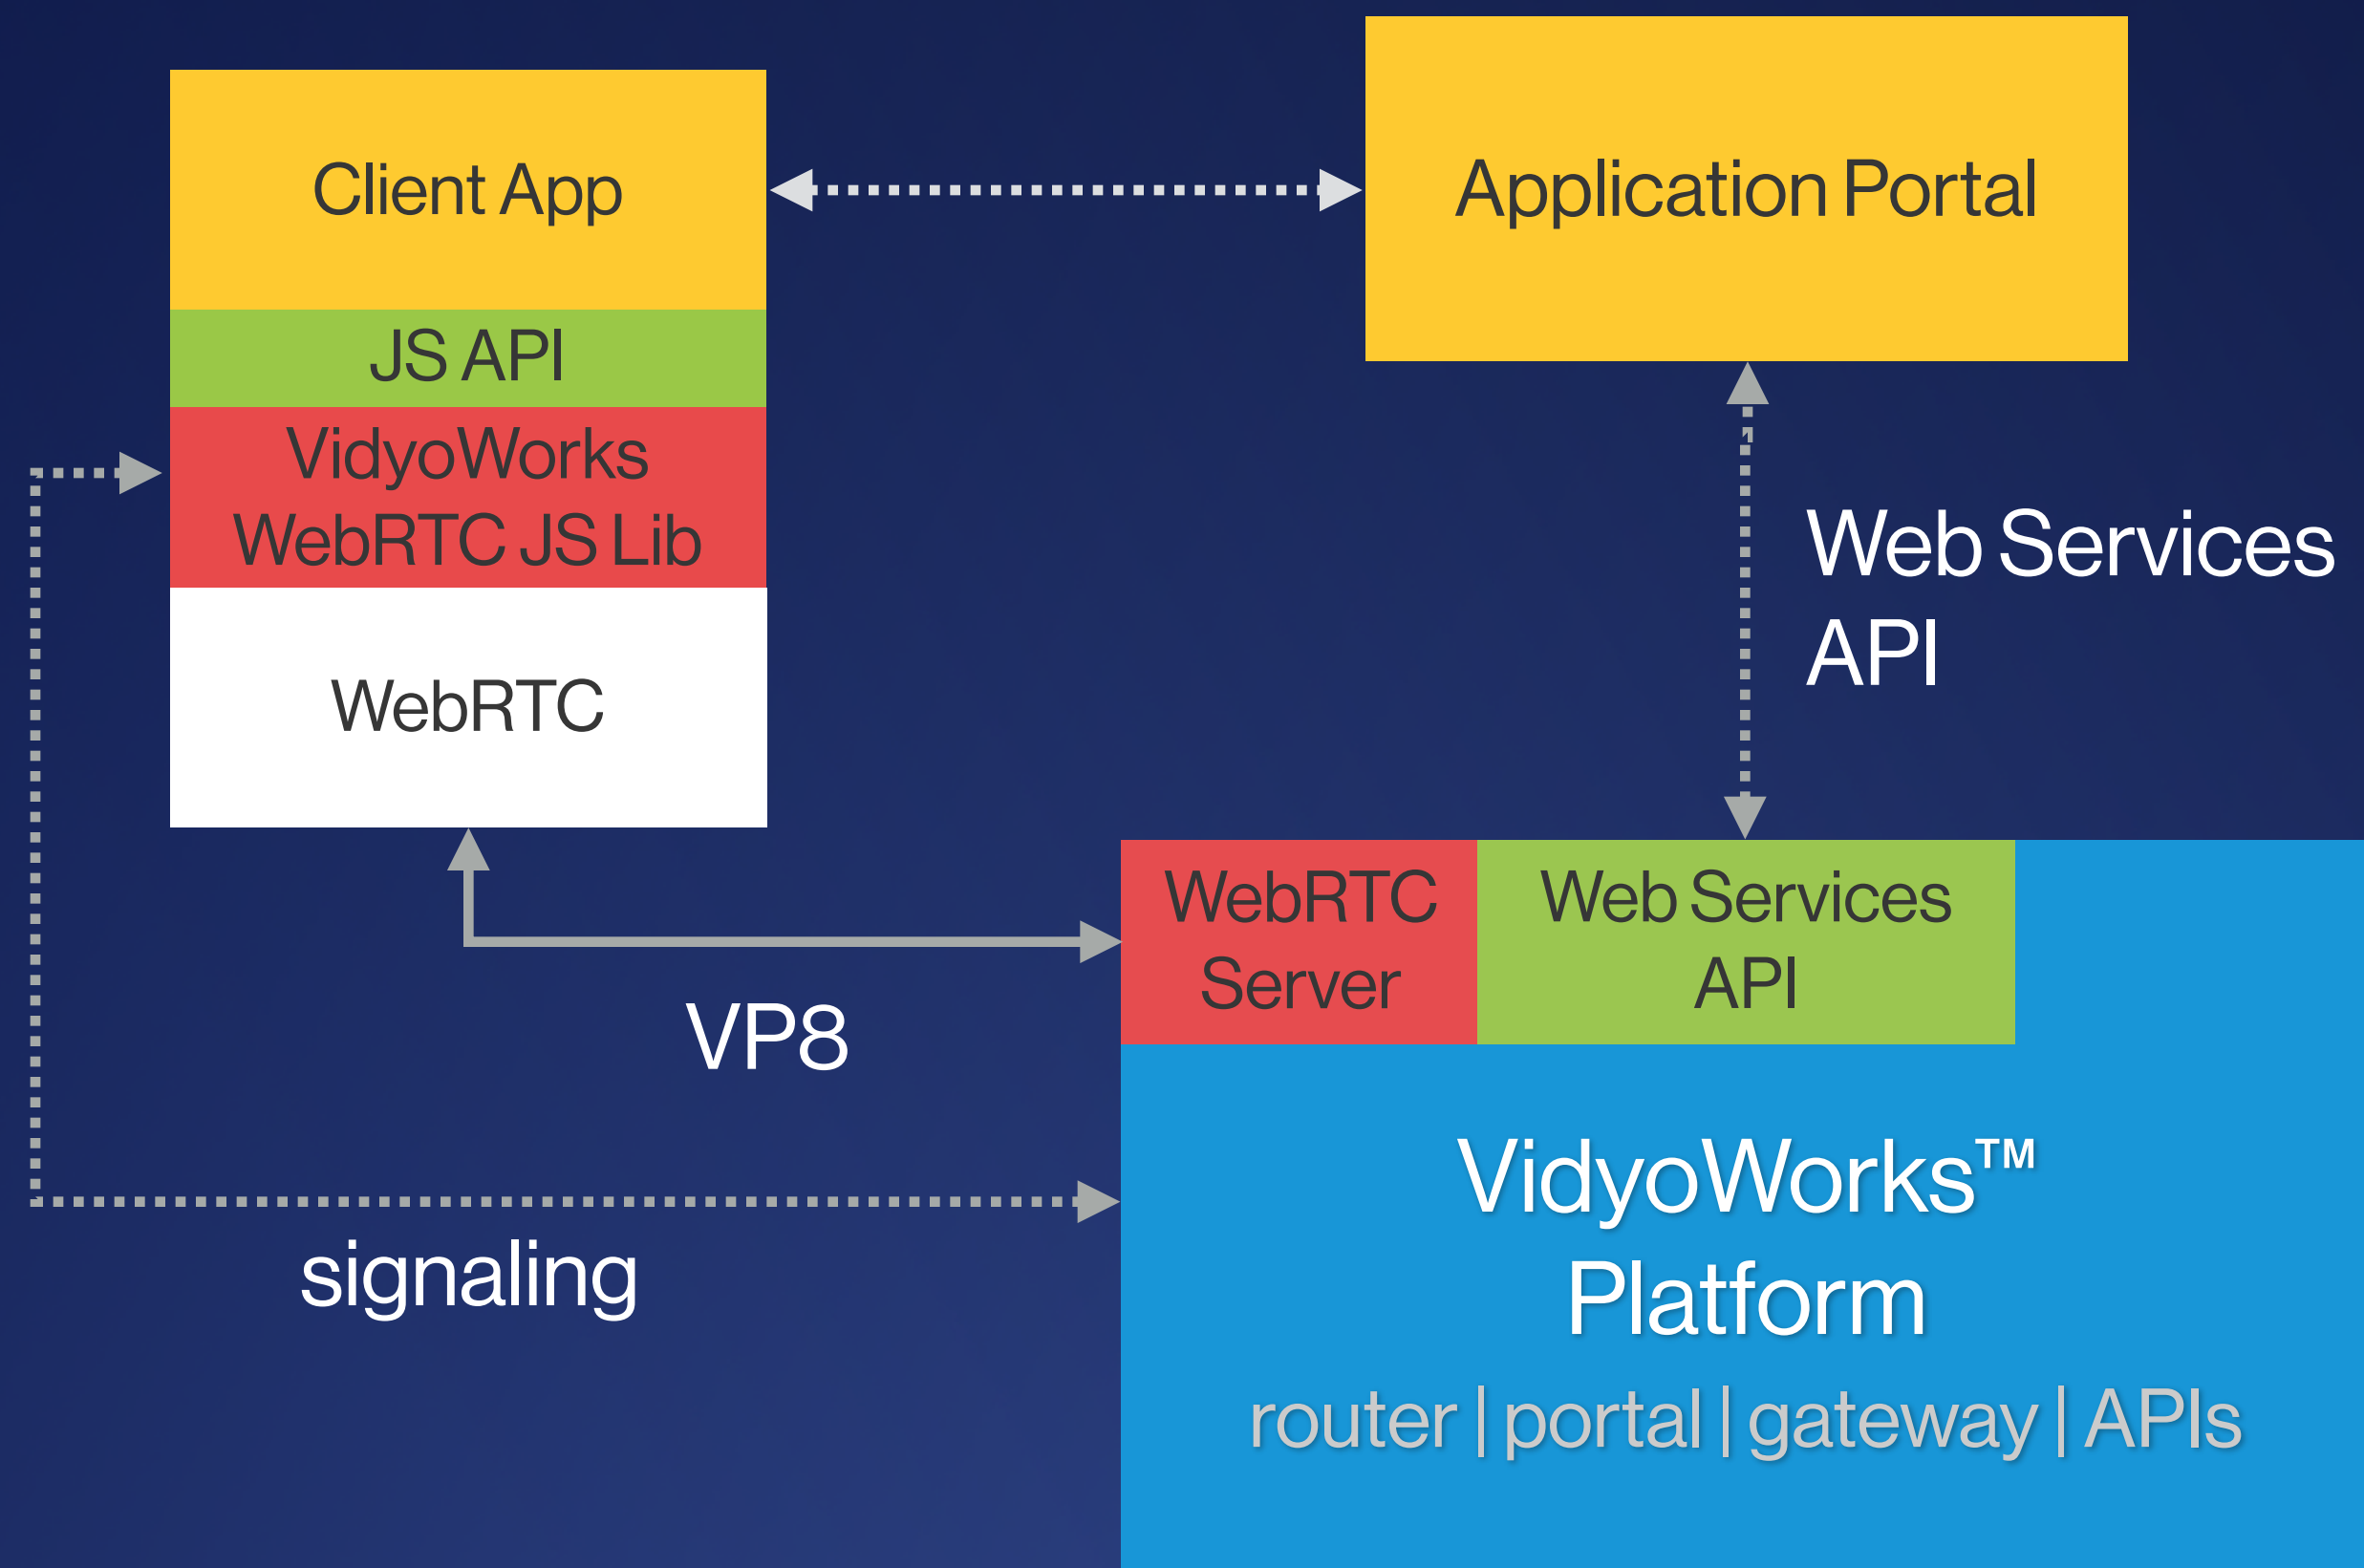 Client App
Application Portal
JS API
VidyoWorks
WebRTC JS Lib
WebRTC
Web Services
API
WebRTC
Server
Web Services
API
VP8
signaling
VidyoWorks™
Platform
router | portal | gateway | APIs